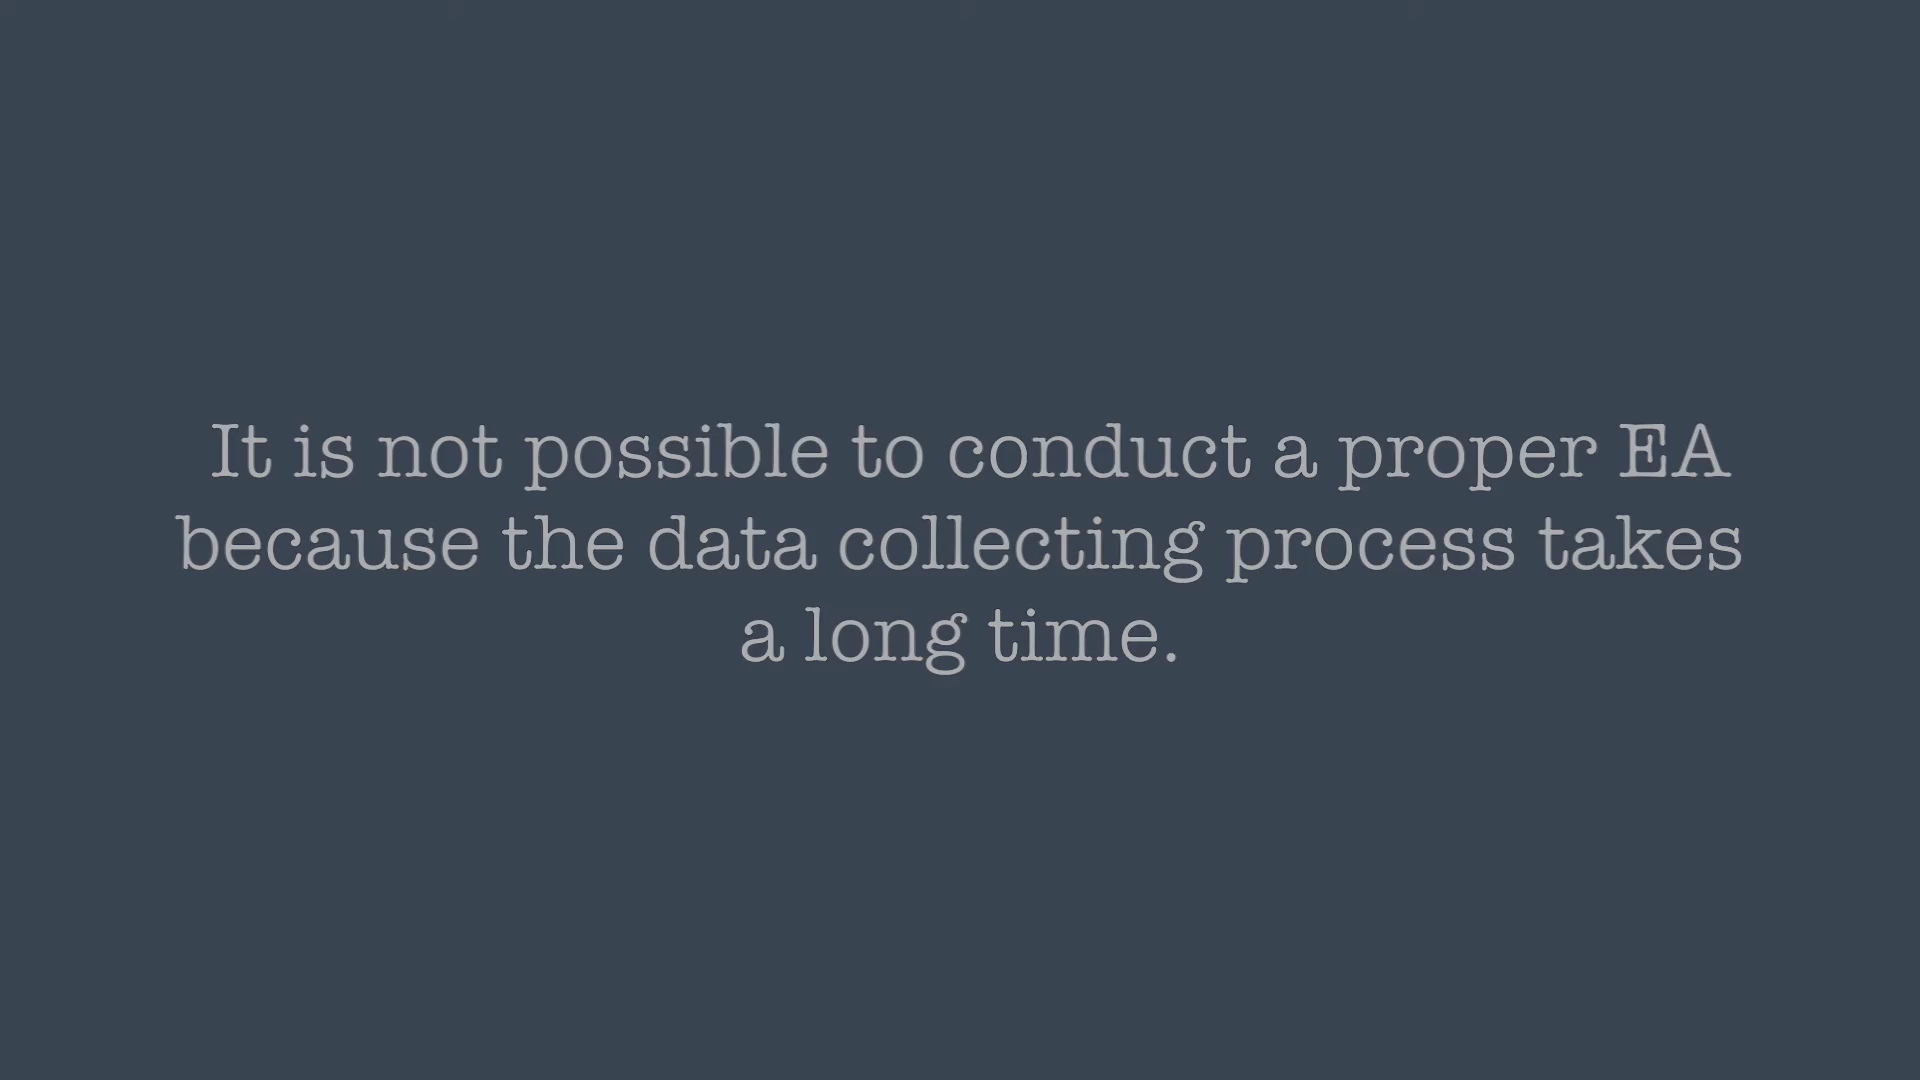 It is not possible to conduct a proper EA
because the data collecting process takes
a long time.